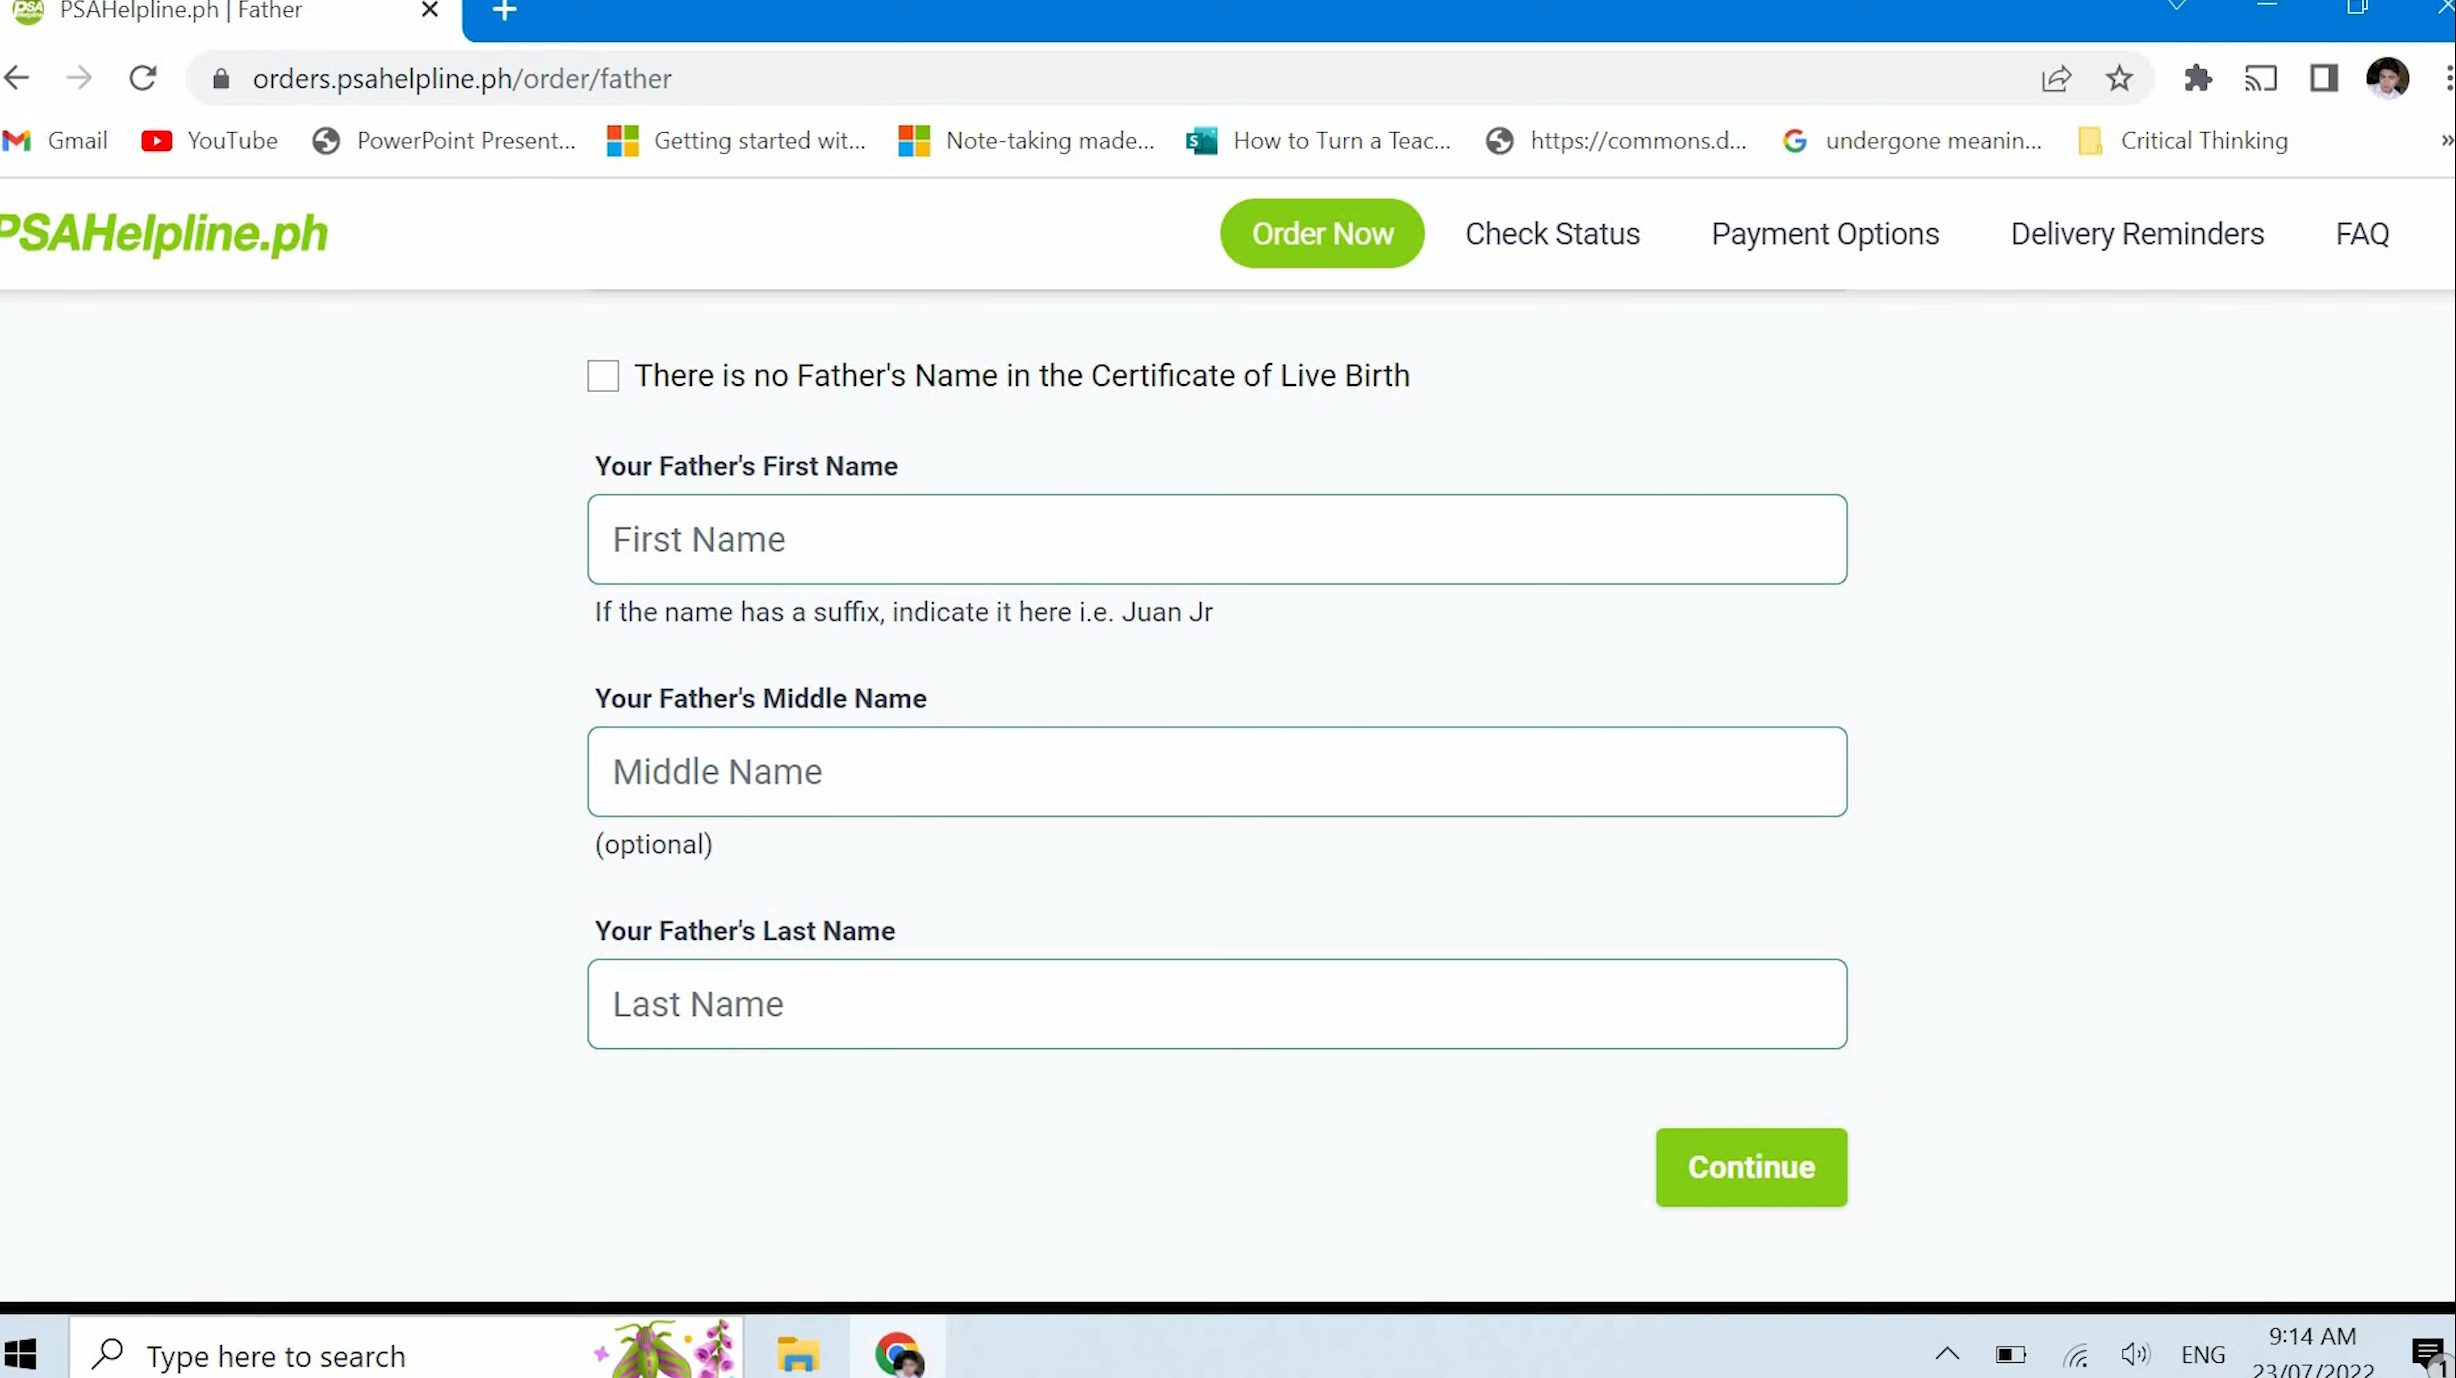 PSAHelpline.ph | Father
orders.psahelpline.ph/order/father
Gmail YouTube PowerPoint Present... Getting started wit... Note-taking made... How to Turn a Teac... https://commons.d... undergone meanin... Critical Thinking
PSAHelpline.ph Order Now Check Status Payment Options Delivery Reminders FAQ
There is no Father's Name in the Certificate of Live Birth
Your Father's First Name
First Name
If the name has a suffix, indicate it here i.e. Juan Jr
Your Father's Middle Name
Middle Name
(optional)
Your Father's Last Name
Last Name
Continue
Type here to search ENG 9:14 AM
23/07/2022
1